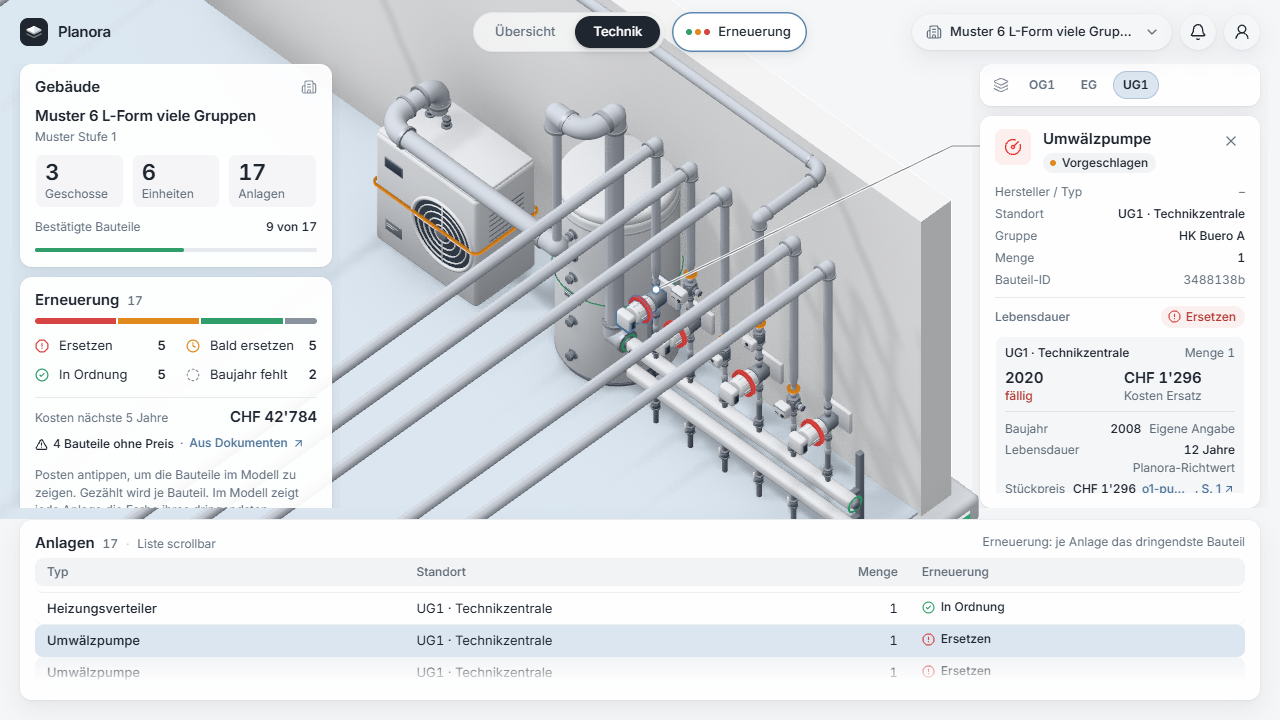 Planora
Übersicht
Technik
Erneuerung
Muster 6 L-Form viele Grup...
Gebäude
Muster 6 L-Form viele Gruppen
Muster Stufe 1
3 6 17
Geschosse Einheiten Anlagen
Bestätigte Bauteile 9 von 17
Erneuerung 17
Ersetzen 5 Bald ersetzen 5
In Ordnung 5 Baujahr fehlt 2
Kosten nächste 5 Jahre CHF 42'784
4 Bauteile ohne Preis · Aus Dokumenten
Posten antippen, um die Bauteile im Modell zu
zeigen. Gezählt wird je Bauteil. Im Modell zeigt
OG1 EG UG1
Umwälzpumpe
Vorgeschlagen
Hersteller / Typ –
Standort UG1 · Technikzentrale
Gruppe HK Buero A
Menge 1
Bauteil-ID 3488138b
Lebensdauer Ersetzen
UG1 · Technikzentrale Menge 1
2020 CHF 1'296
fällig Kosten Ersatz
Baujahr 2008 Eigene Angabe
Lebensdauer 12 Jahre
Planora-Richtwert
Stückpreis CHF 1'296 o1-pu... , S. 1
Anlagen 17 · Liste scrollbar
Erneuerung: je Anlage das dringendste Bauteil
Typ Standort Menge Erneuerung
Heizungsverteiler UG1 · Technikzentrale 1 In Ordnung
Umwälzpumpe UG1 · Technikzentrale 1 Ersetzen
Umwälzpumpe UG1 · Technikzentrale 1 Ersetzen